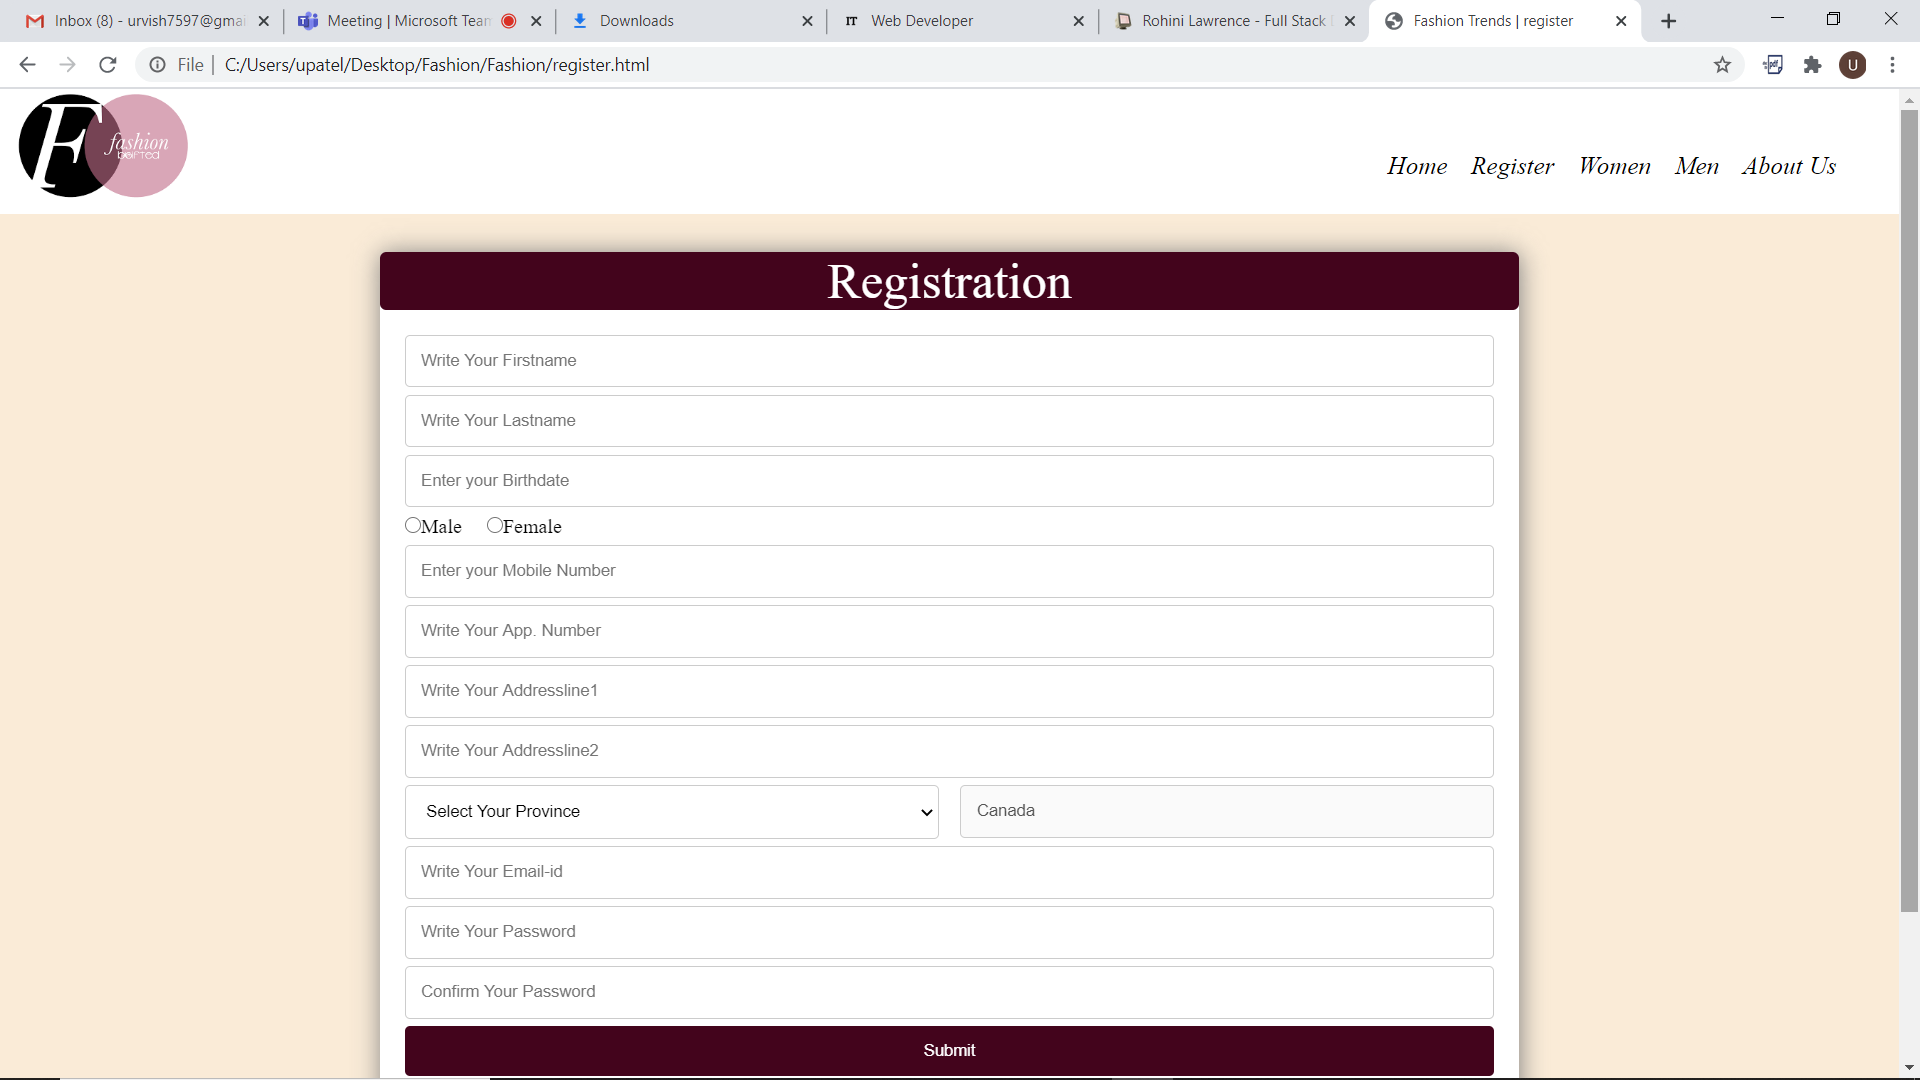 Inbox (8) - urvish7597@gmai
Meeting | Microsoft Team
Downloads
IT Web Developer
Rohini Lawrence - Full Stack
Fashion Trends | register
File | C:/Users/upatel/Desktop/Fashion/Fashion/register.html
pdf
U
F
fashion
Home Register Women Men About Us
Registration
Write Your Firstname
Write Your Lastname
Enter your Birthdate
Male Female
Enter your Mobile Number
Write Your App. Number
Write Your Addressline1
Write Your Addressline2
Select Your Province
Canada
Write Your Email-id
Write Your Password
Confirm Your Password
Submit